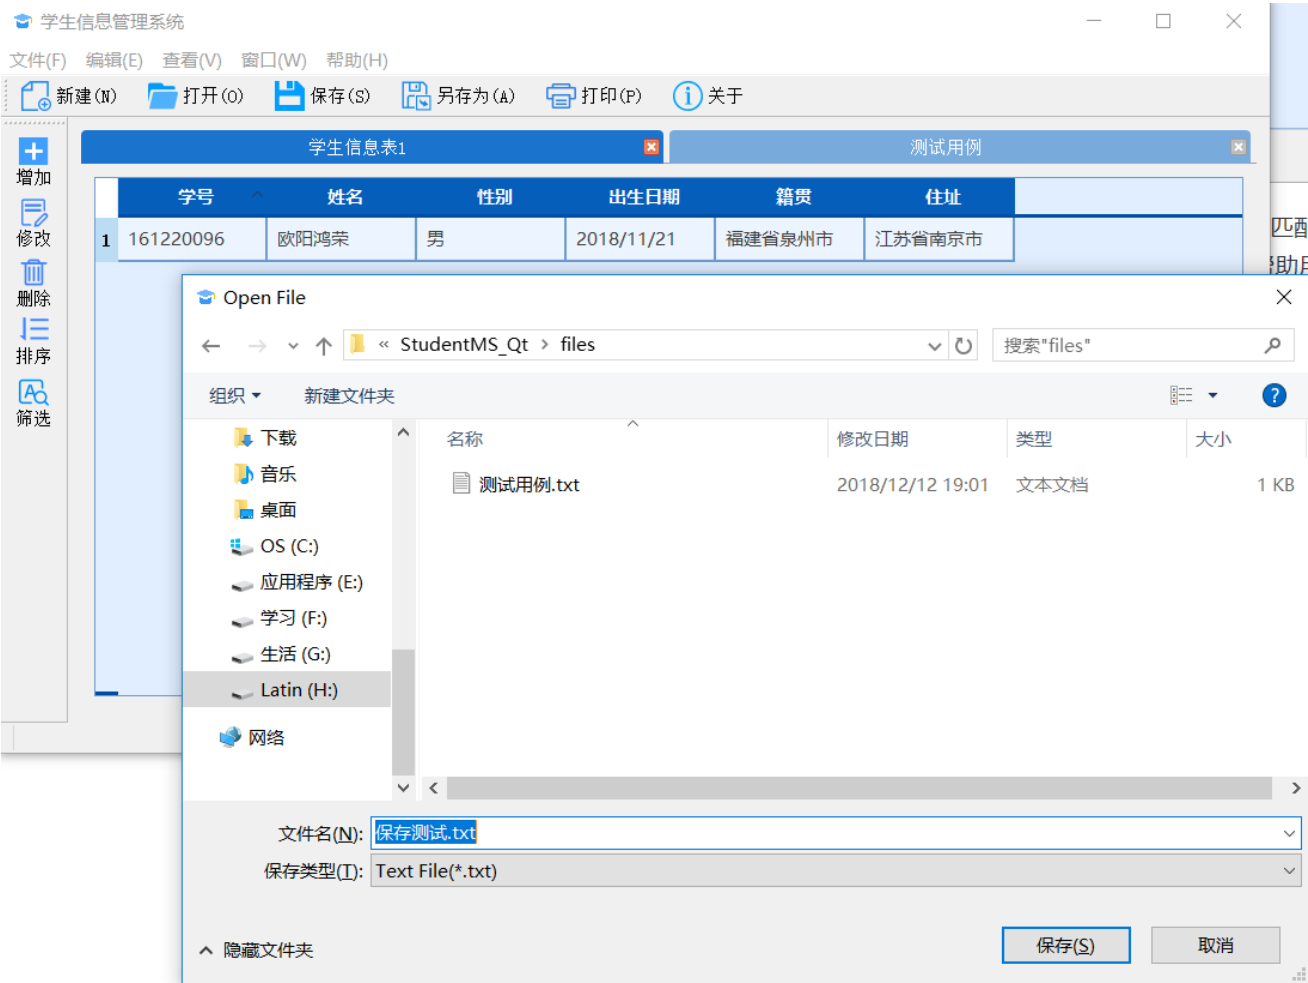 学生信息管理系统
文件(F) 编辑(E) 查看(V) 窗口(W) 帮助(H)
新建(N) 打开(O) 保存(S) 另存为(A) 打印(P) 关于
增加
修改
删除
排序
筛选
学生信息表1 测试用例
学号 姓名 性别 出生日期 籍贯 住址
1 161220096 欧阳鸿荣 男 2018/11/21 福建省泉州市 江苏省南京市
匹配
Open File
« StudentMS_Qt > files 搜索"files"
组织 新建文件夹
下载
音乐
桌面
OS (C:)
应用程序 (E:)
学习 (F:)
生活 (G:)
Latin (H:)
网络
名称 修改日期 类型 大小
测试用例.txt 2018/12/12 19:01 文本文档 1 KB
文件名(N): 保存测试.txt
保存类型(T): Text File(*.txt)
隐藏文件夹 保存(S) 取消